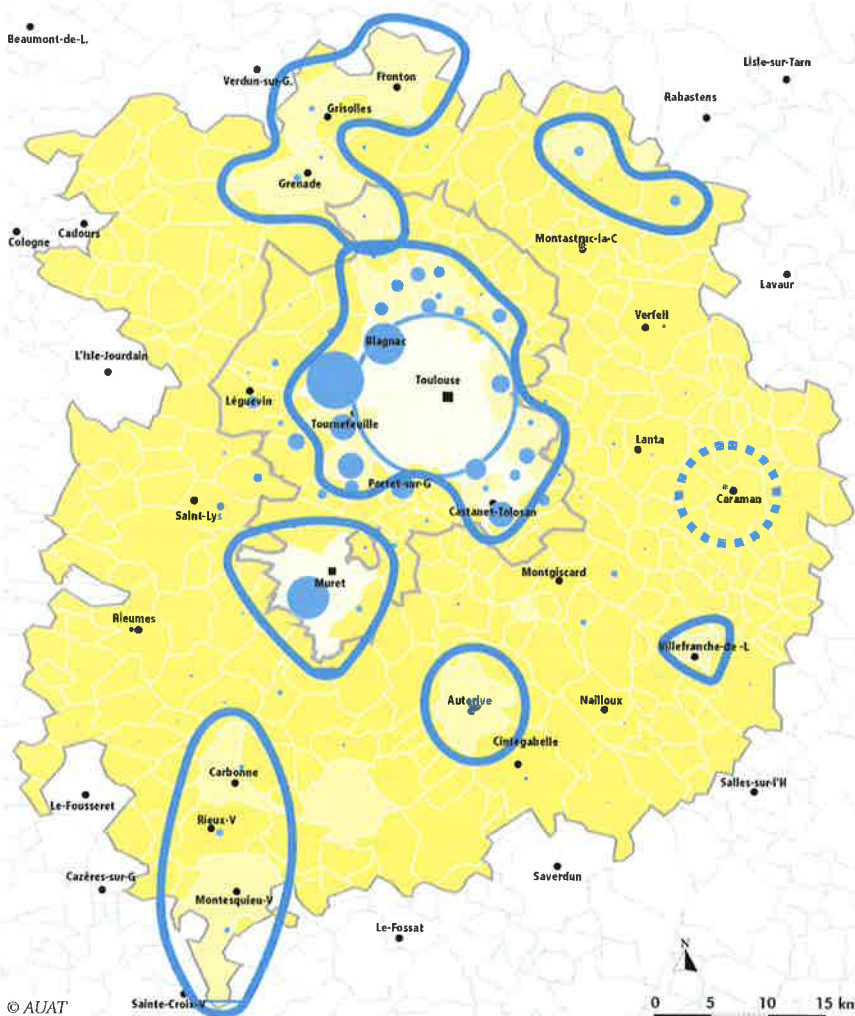 Beaumont-de-L.
Verdun-sur-G.
Fronton
Lisle-sur-Tarn
Rabastens
Grisolles
Grenade
Cologne
Cadours
Montastruc-la-C
Lavaur
Verfeil
Blagnac
L'Isle-Jourdain
Toulouse
Léguevin
Tournefeuille
Lanta
Portet-sur-G
Caraman
Saint-Lys
Castanet-Tolosan
Muret
Montgiscard
Rieumes
Villefranche-de -L
Auterive
Nailloux
Cintegabelle
Carbonne
Salles-sur-l'H
Le-Fousseret
Rieux-V
Cazères-sur-G
Saverdun
Montesquieu-V
Le-Fossat
N
© AUAT
Sainte-Croix-V
0 5 10 15 km